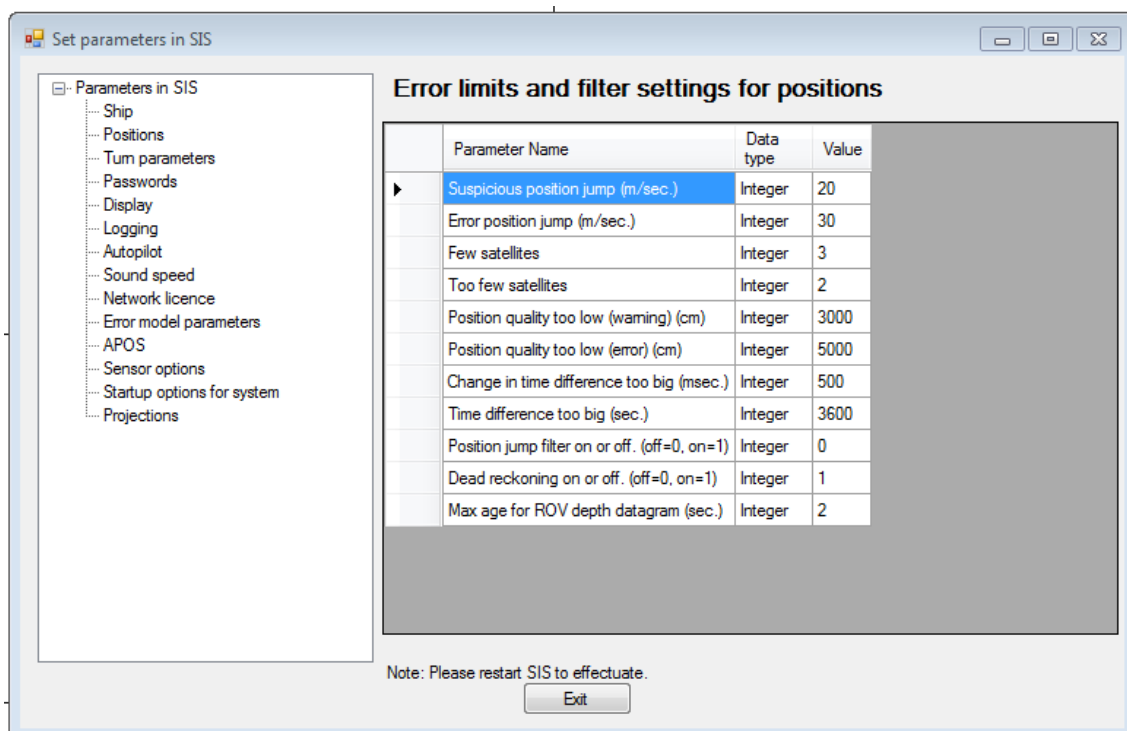 Set parameters in SIS
Parameters in SIS
Ship
Positions
Turn parameters
Passwords
Display
Logging
Autopilot
Sound speed
Network licence
Error model parameters
APOS
Sensor options
Startup options for system
Projections
Error limits and filter settings for positions
Parameter Name Data type Value
Suspicious position jump (m/sec.) Integer 20
Error position jump (m/sec.) Integer 30
Few satellites Integer 3
Too few satellites Integer 2
Position quality too low (warning) (cm) Integer 3000
Position quality too low (error) (cm) Integer 5000
Change in time difference too big (msec.) Integer 500
Time difference too big (sec.) Integer 3600
Position jump filter on or off. (off=0, on=1) Integer 0
Dead reckoning on or off. (off=0, on=1) Integer 1
Max age for ROV depth datagram (sec.) Integer 2
Note: Please restart SIS to effectuate.
Exit